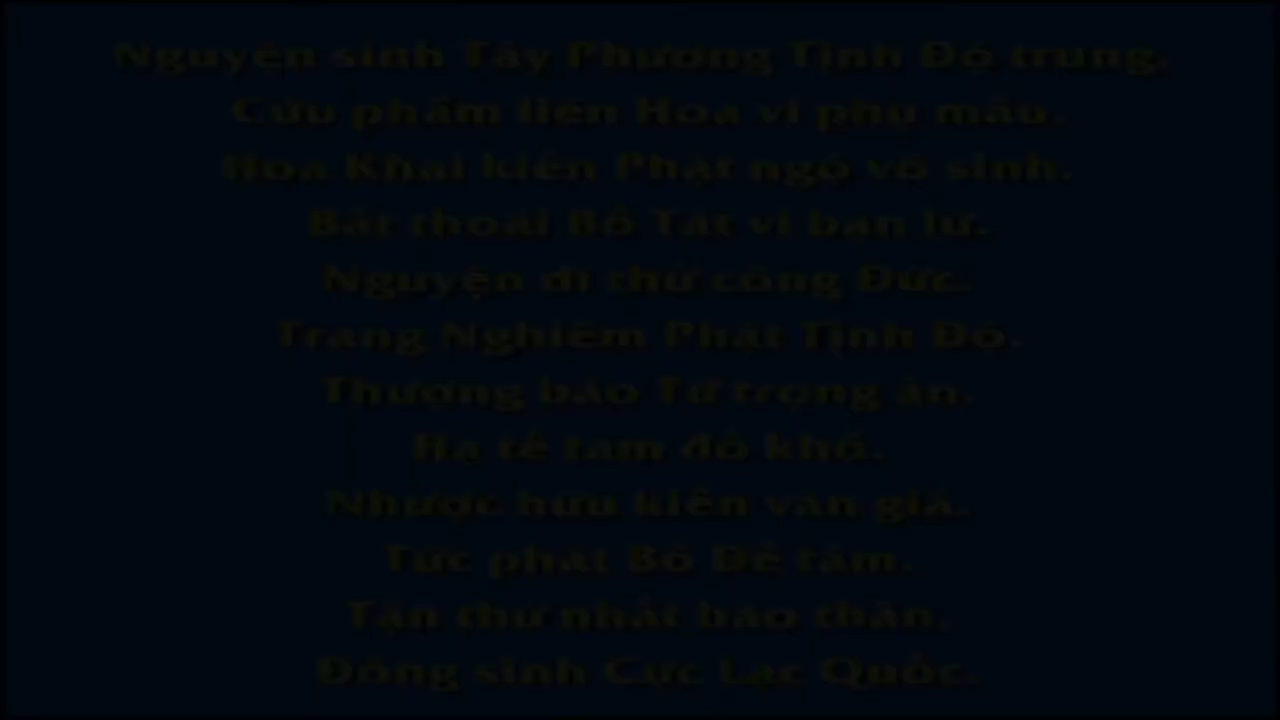 Nguyện sinh Tây Phương Tịnh Độ trung,
Cửu phẩm liên Hoa vi phụ mẫu.
Hoa Khai kiến Phật ngộ vô sinh.
Bất thoái Bồ Tát vi bạn lư.
Nguyện dĩ thử công Đức.
Trang Nghiêm Phật Tịnh Độ.
Thượng báo Tứ trọng ân.
Hạ tế tam đồ khổ.
Nhược hữu kiến văn giả.
Tức phát Bồ Đề tâm.
Tận thử nhất báo thân.
Đồng sinh Cực Lạc Quốc.